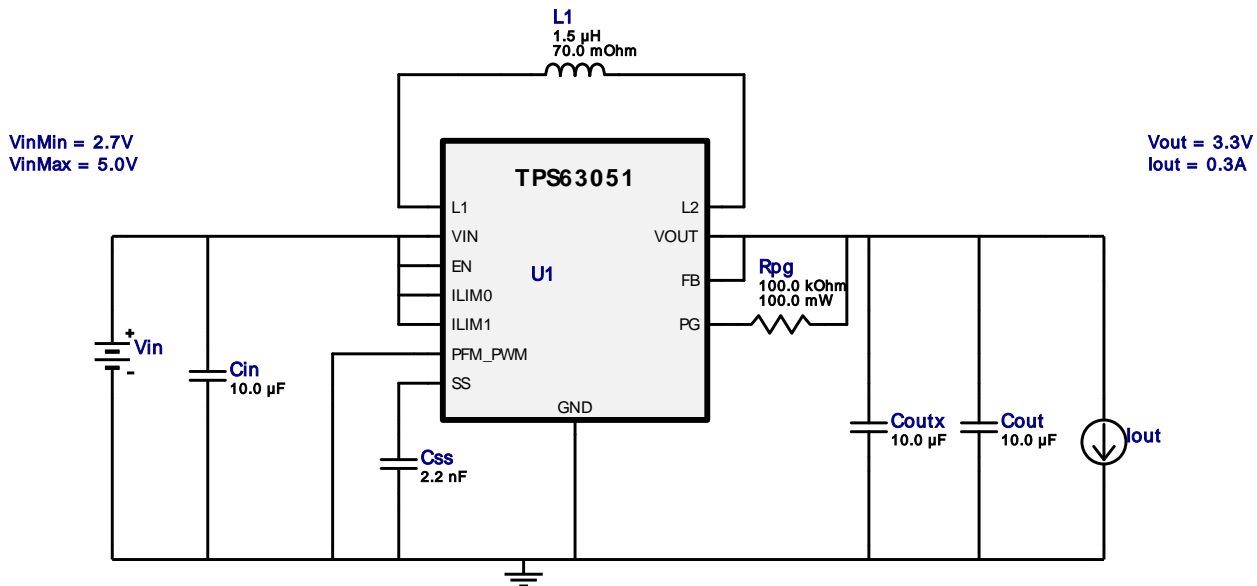 L1
1.5 µH
70.0 mOhm
VinMin = 2.7V
VinMax = 5.0V
Vout = 3.3V
Iout = 0.3A
TPS63051
L1
L2
VIN
VOUT
EN
U1
FB
Rpg
100.0 kOhm
100.0 mW
ILIM0
ILIM1
PG
PFM_PWM
SS
GND
+
Vin
-
Cin
10.0 µF
Css
2.2 nF
Coutx
10.0 µF
Cout
10.0 µF
Iout